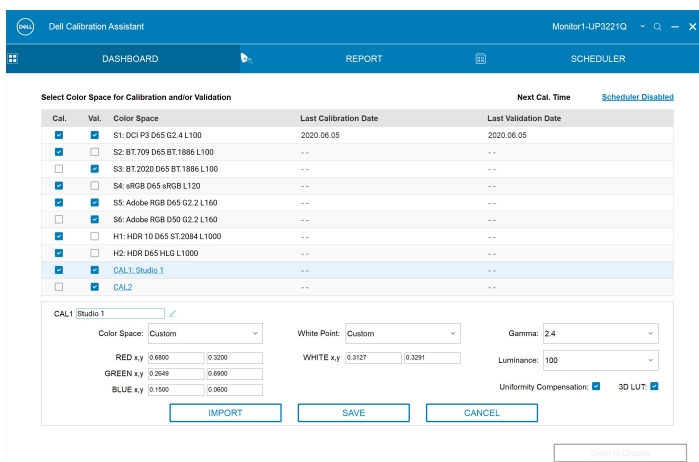 DELL Dell Calibration Assistant Monitor1-UP3221Q
DASHBOARD REPORT SCHEDULER
Select Color Space for Calibration and/or Validation Next Cal. Time Scheduler Disabled
Cal. Val. Color Space Last Calibration Date Last Validation Date
S1: DCI P3 D65 G2.4 L100 2020.06.05 2020.06.05
S2: BT.709 D65 BT.1886 L100 - - - -
S3: BT.2020 D65 BT.1886 L100 - - - -
S4: sRGB D65 sRGB L120 - - - -
S5: Adobe RGB D65 G2.2 L160 - - - -
S6: Adobe RGB D50 G2.2 L160 - - - -
H1: HDR 10 D65 ST.2084 L1000 - - - -
H2: HDR D65 HLG L1000 - - - -
CAL1: Studio 1 - - - -
CAL2 - - - -
CAL1 Studio 1
Color Space: Custom White Point: Custom Gamma: 2.4
RED x,y 0.6800 0.3200 WHITE x,y 0.3127 0.3291 Luminance: 100
GREEN x,y 0.2649 0.6900
BLUE x,y 0.1500 0.0600 Uniformity Compensation: 3D LUT:
IMPORT SAVE CANCEL
Send to Display